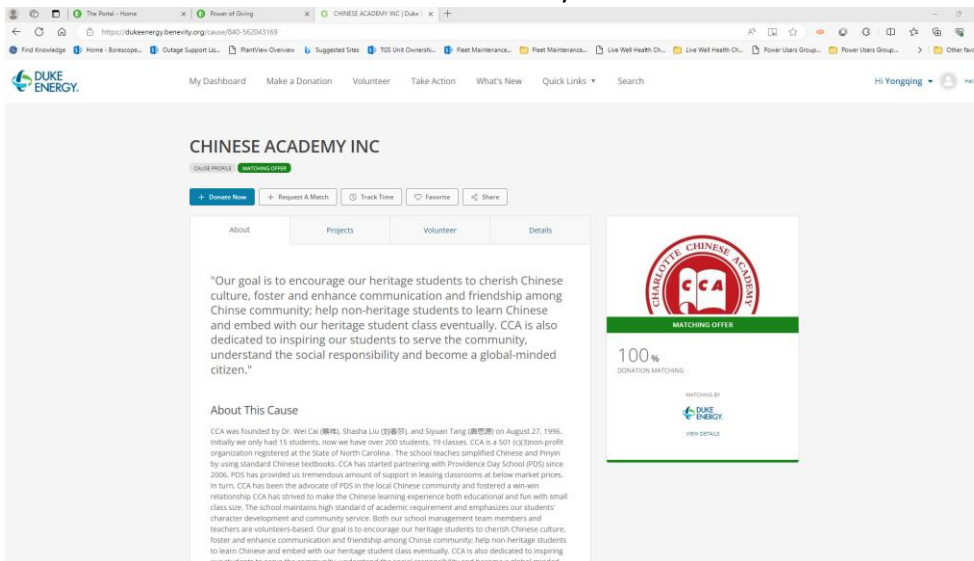 The Portal - Home
Power of Giving
CHINESE ACADEMY INC | Duke
https://dukeenergy.benevity.org/cause/840-562043169
Find Knowledge Home - Borescope... Outage Support Lis... PlantView Overview Suggested Sites TGS Unit Ownershi... Fleet Maintenance... Fleet Maintenance... Live Well Health Ch... Live Well Health Ch... Power Users Group... Power Users Group... Other favo
DUKE ENERGY.
My Dashboard Make a Donation Volunteer Take Action What's New Quick Links Search Hi Yongqing
CHINESE ACADEMY INC
CAUSE PROFILE MATCHING OFFER
+ Donate Now + Request A Match Track Time Favorite Share
About Projects Volunteer Details
"Our goal is to encourage our heritage students to cherish Chinese
culture, foster and enhance communication and friendship among
Chinse community; help non-heritage students to learn Chinese
and embed with our heritage student class eventually. CCA is also
dedicated to inspiring our students to serve the community,
understand the social responsibility and become a global-minded
citizen."
About This Cause
CCA was founded by Dr. Wei Cai, Shasha Liu, and Siyuan Tang on August 27, 1996.
Initially we only had 15 students, now we have over 200 students, 19 classes. CCA is a 501 (c)(3)non-profit
organization registered at the State of North Carolina . The school teaches simplified Chinese and Pinyin
by using standard Chinese textbooks. CCA has started partnering with Providence Day School (PDS) since
2006. PDS has provided us tremendous amount of support in leasing classrooms at below market prices.
In turn, CCA has been the advocate of PDS in the local Chinese community and fostered a win-win
relationship CCA has strived to make the Chinese learning experience both educational and fun with small
class size. The school maintains high standard of academic requirement and emphasizes our students'
character development and community service. Both our school management team members and
teachers are volunteers-based. Our goal is to encourage our heritage students to cherish Chinese culture,
foster and enhance communication and friendship among Chinse community; help non-heritage students
to learn Chinese and embed with our heritage student class eventually. CCA is also dedicated to inspiring
our students to serve the community, understand the social responsibility and become a global-minded
CHARLOTTE CHINESE ACADEMY
CCA
MATCHING OFFER
100%
DONATION MATCHING
MATCHING BY
DUKE ENERGY.
VIEW DETAILS